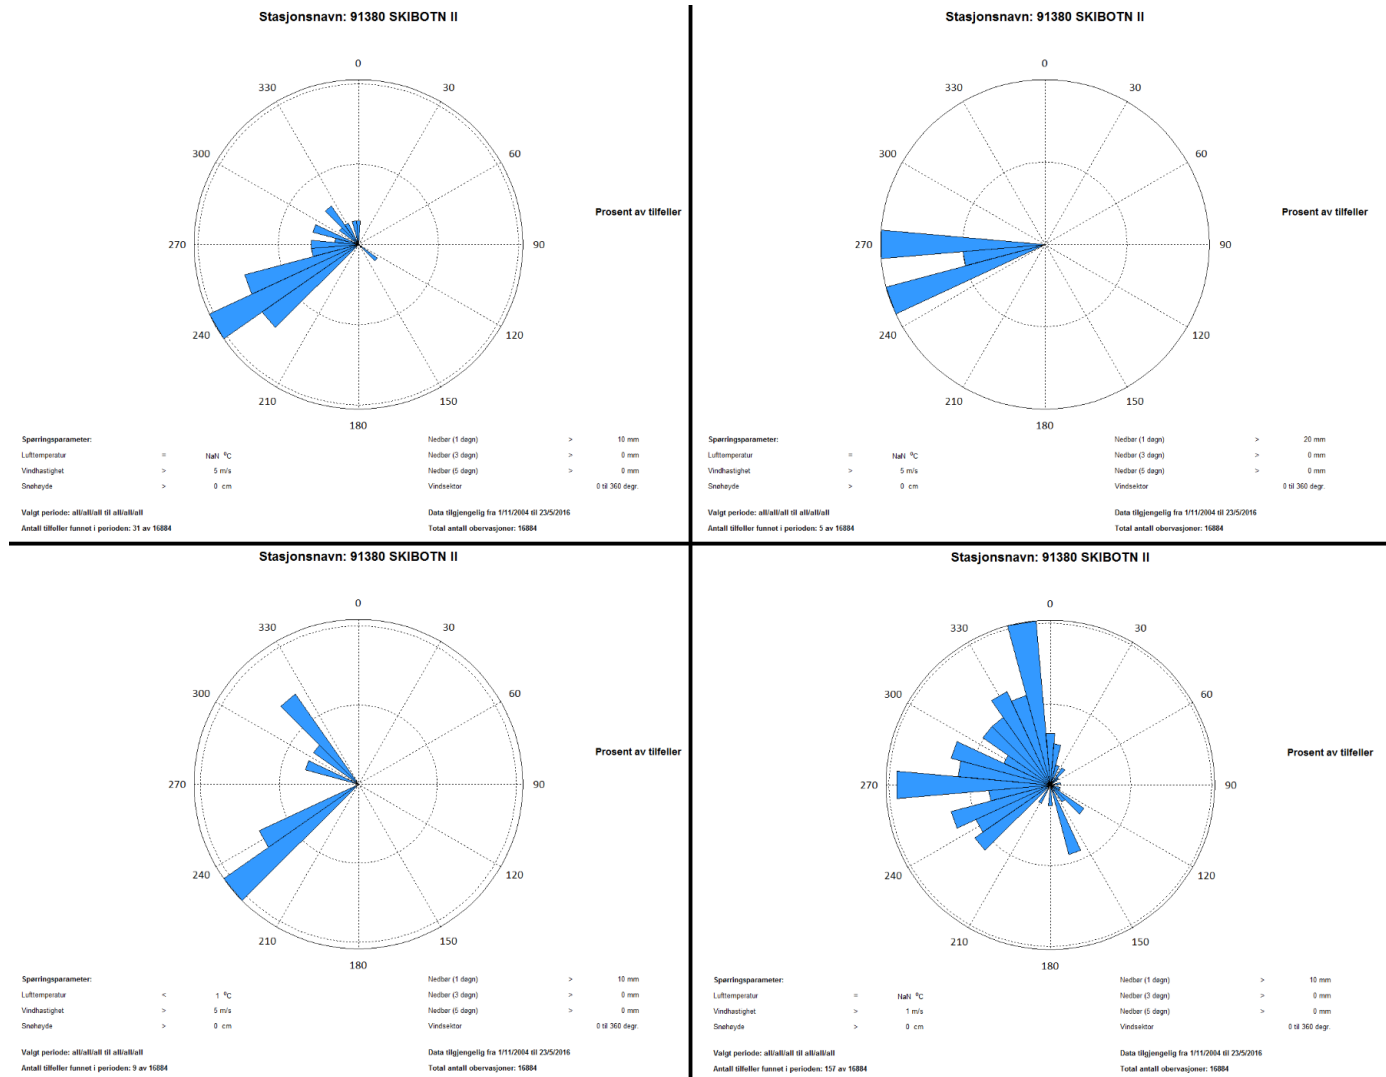 Stasjonsnavn: 91380 SKIBOTN II
0
330
30
300
60
Prosent av tilfeller
270
90
240
120
210
150
180
Spørringsparameter:
Nedbør (1 døgn) > 10 mm
Lufttemperatur = NaN ºC
Nedbør (3 døgn) > 0 mm
Vindhastighet > 5 m/s
Nedbør (5 døgn) > 0 mm
Snøhøyde > 0 cm
Vindsektor 0 til 360 degr.
Valgt periode: all/all/all til all/all/all
Data tilgjengelig fra 1/11/2004 til 23/5/2016
Antall tilfeller funnet i perioden: 31 av 16884
Total antall obervasjoner: 16884
Stasjonsnavn: 91380 SKIBOTN II
0
330
30
300
60
Prosent av tilfeller
270
90
240
120
210
150
180
Spørringsparameter:
Nedbør (1 døgn) > 20 mm
Lufttemperatur = NaN ºC
Nedbør (3 døgn) > 0 mm
Vindhastighet > 5 m/s
Nedbør (5 døgn) > 0 mm
Snøhøyde > 0 cm
Vindsektor 0 til 360 degr.
Valgt periode: all/all/all til all/all/all
Data tilgjengelig fra 1/11/2004 til 23/5/2016
Antall tilfeller funnet i perioden: 5 av 16884
Total antall obervasjoner: 16884
Stasjonsnavn: 91380 SKIBOTN II
0
330
30
300
60
Prosent av tilfeller
270
90
240
120
210
150
180
Spørringsparameter:
Nedbør (1 døgn) > 10 mm
Lufttemperatur < 1 ºC
Nedbør (3 døgn) > 0 mm
Vindhastighet > 5 m/s
Nedbør (5 døgn) > 0 mm
Snøhøyde > 0 cm
Vindsektor 0 til 360 degr.
Valgt periode: all/all/all til all/all/all
Data tilgjengelig fra 1/11/2004 til 23/5/2016
Antall tilfeller funnet i perioden: 9 av 16884
Total antall obervasjoner: 16884
Stasjonsnavn: 91380 SKIBOTN II
0
330
30
300
60
Prosent av tilfeller
270
90
240
120
210
150
180
Spørringsparameter:
Nedbør (1 døgn) > 10 mm
Lufttemperatur = NaN ºC
Nedbør (3 døgn) > 0 mm
Vindhastighet > 1 m/s
Nedbør (5 døgn) > 0 mm
Snøhøyde > 0 cm
Vindsektor 0 til 360 degr.
Valgt periode: all/all/all til all/all/all
Data tilgjengelig fra 1/11/2004 til 23/5/2016
Antall tilfeller funnet i perioden: 157 av 16884
Total antall obervasjoner: 16884